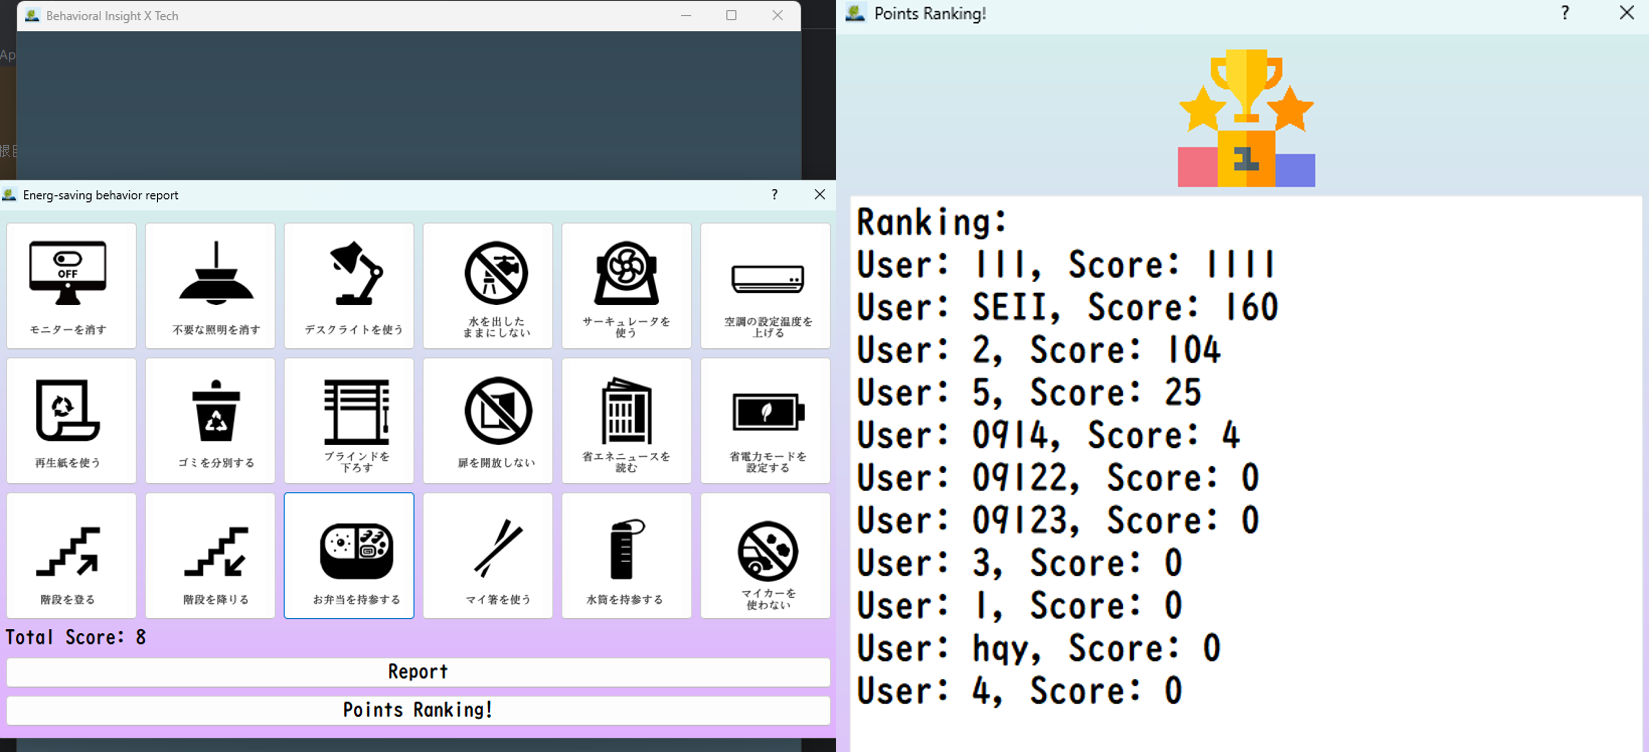 Behavioral Insight X Tech
Ap
Energ-saving behavior report
OFF
モニターを消す
不要な照明を消す
デスクライトを使う
水を出した
ままにしない
サーキュレータを
使う
空調の設定温度を
上げる
再生紙を使う
ゴミを分別する
ブラインドを
下ろす
扉を開放しない
省エネニュースを
読む
省電力モードを
設定する
階段を登る
階段を降りる
お弁当を持参する
マイ箸を使う
水筒を持参する
マイカーを
使わない
Total Score: 8
Report
Points Ranking!
Points Ranking!
1
Ranking:
User: 111, Score: 1111
User: SEII, Score: 160
User: 2, Score: 104
User: 5, Score: 25
User: 0914, Score: 4
User: 09122, Score: 0
User: 09123, Score: 0
User: 3, Score: 0
User: 1, Score: 0
User: hqy, Score: 0
User: 4, Score: 0